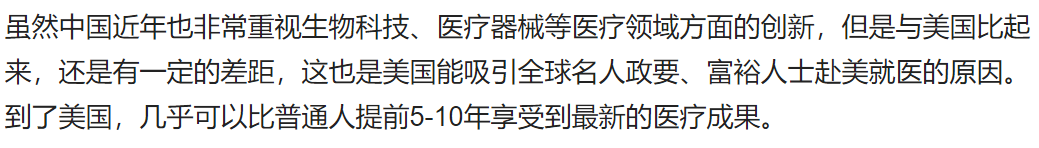 虽然中国近年也非常重视生物科技、医疗器械等医疗领域方面的创新，但是与美国比起
来，还是有一定的差距，这也是美国能吸引全球名人政要、富裕人士赴美就医的原因。
到了美国，几乎可以比普通人提前5-10年享受到最新的医疗成果。